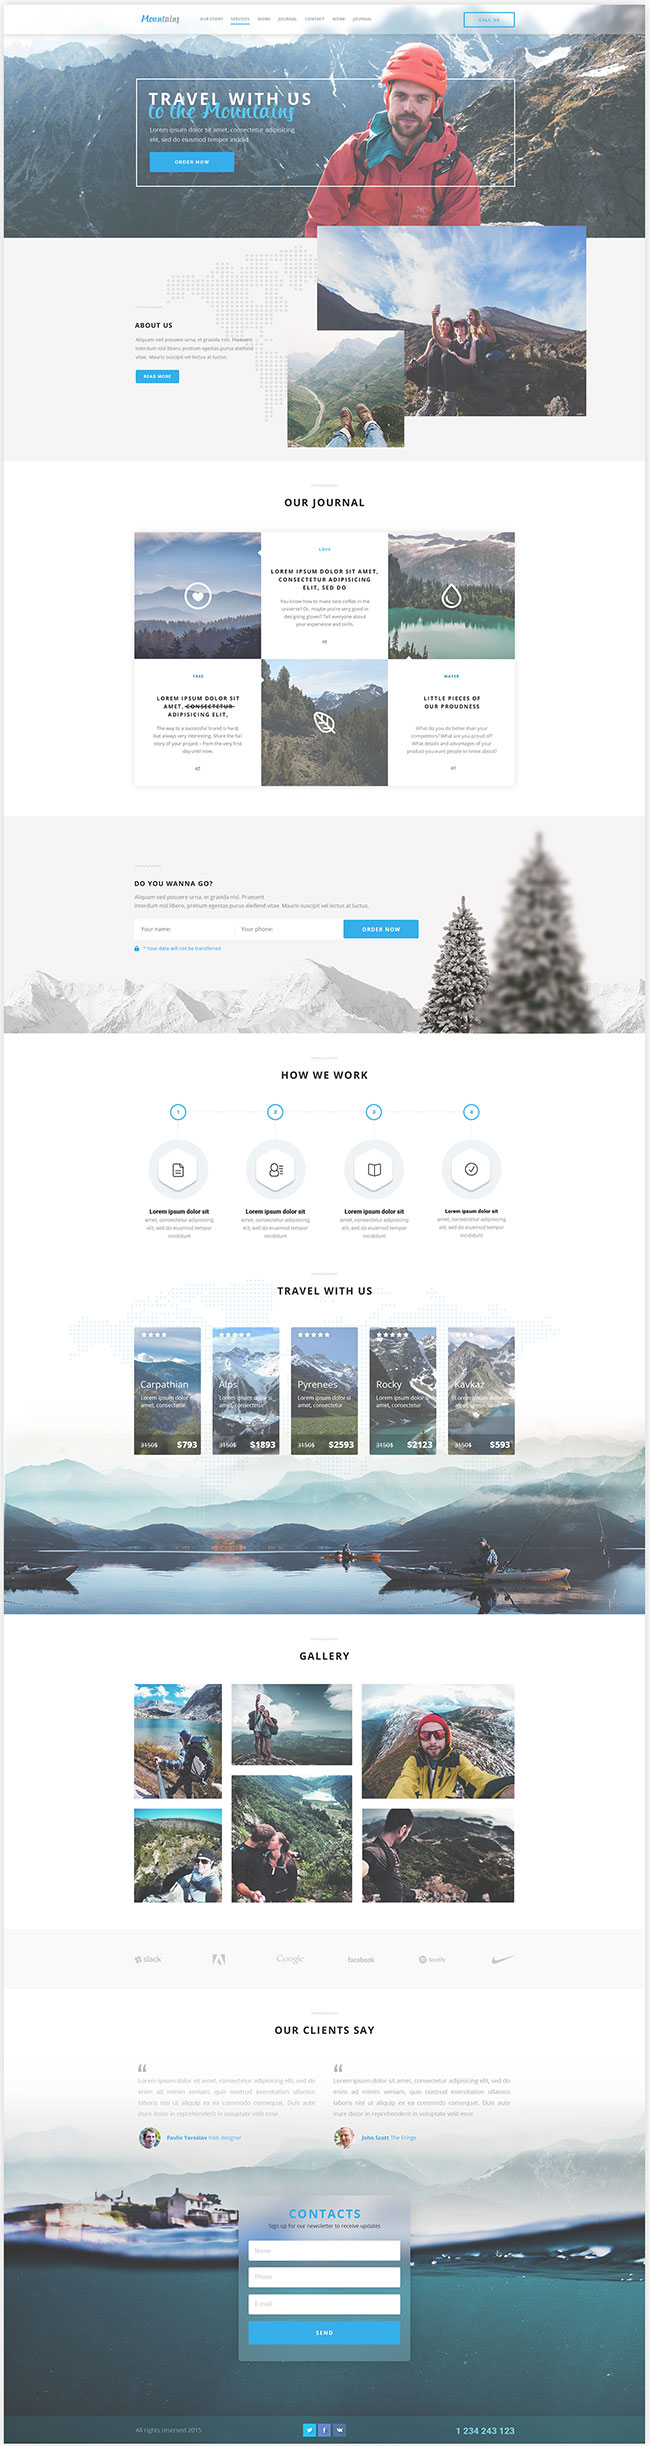 Mountains
OUR STORY SERVICES WORK JOURNAL CONTACT WORK JOURNAL
CALL US
TRAVEL WITH US
to the Mountains
Lorem ipsum dolor sit amet, consectetur adipisicing
elit, sed do eiusmod tempor incidid
ORDER NOW
ABOUT US
Aliquam sed posuere urna, et gravida nisl. Praesent
interdum nisl libero, pretium egestas purus eleifend
vitae. Mauris suscipit vel lectus at luctus.
READ MORE
OUR JOURNAL
LOVE
LOREM IPSUM DOLOR SIT AMET,
CONSECTETUR ADIPISICING
ELIT, SED DO
You know how to make best coffee in the
universe? Or, maybe you're very good in
designing gloves? Tell everyone about
your experience and skills.
TREE
LOREM IPSUM DOLOR SIT
AMET, CONSECTETUR
ADIPISICING ELIT,
The way to a successful brand is hard,
but always very interesting. Share the full
story of your project - from the very first
day until now.
WATER
LITTLE PIECES OF
OUR PROUDNESS
What do you do better than your
competitors? What are you proud of?
What details and advantages of your
product you want people to know about?
DO YOU WANNA GO?
Aliquam sed posuere urna, et gravida nisl. Praesent
interdum nisl libero, pretium egestas purus eleifend vitae. Mauris suscipit vel lectus at luctus.
Your name:
Your phone:
ORDER NOW
* Your data will not be transferred
HOW WE WORK
1 2 3 4
Lorem ipsum dolor sit
amet, consectetur adipisicing
elit, sed do eiusmod tempor
incididunt
Lorem ipsum dolor sit
amet, consectetur adipisicing
elit, sed do eiusmod tempor
incididunt
Lorem ipsum dolor sit
amet, consectetur adipisicing
elit, sed do eiusmod tempor
incididunt
Lorem ipsum dolor sit
amet, consectetur adipisicing
elit, sed do eiusmod tempor
incididunt
TRAVEL WITH US
Carpathian
Lorem ipsum dolor si
amet, consectetur
3150$ $793
Alps
Lorem ipsum dolor si
amet, consectetur
3150$ $1893
Pyrenees
Lorem ipsum dolor si
amet, consectetur
3150$ $2593
Rocky
Lorem ipsum dolor si
amet, consectetur
3150$ $2123
Kavkaz
Lorem ipsum dolor si
amet, consectetur
3150$ $593
GALLERY
slack
Google
facebook
Spotify
OUR CLIENTS SAY
“
Lorem ipsum dolor sit amet, consectetur adipisicing elit, sed do
enim ad minim veniam, quis nostrud exercitation ullamco
laboris nisi ut aliquip ex ea commodo consequat. Duis aute
irure dolor in reprehenderit in voluptate velit esse
Pavliv Yaroslav Web designer
“
Lorem ipsum dolor sit amet, consectetur adipisicing elit, sed do
enim ad minim veniam, quis nostrud exercitation ullamco
laboris nisi ut aliquip ex ea commodo consequat. Duis aute
irure dolor in reprehenderit in voluptate velit esse
John Scott The Fringe
CONTACTS
Sign up for our newsletter to receive updates
Name
Phone
E-mail
SEND
All rights reserved 2015
1 234 243 123